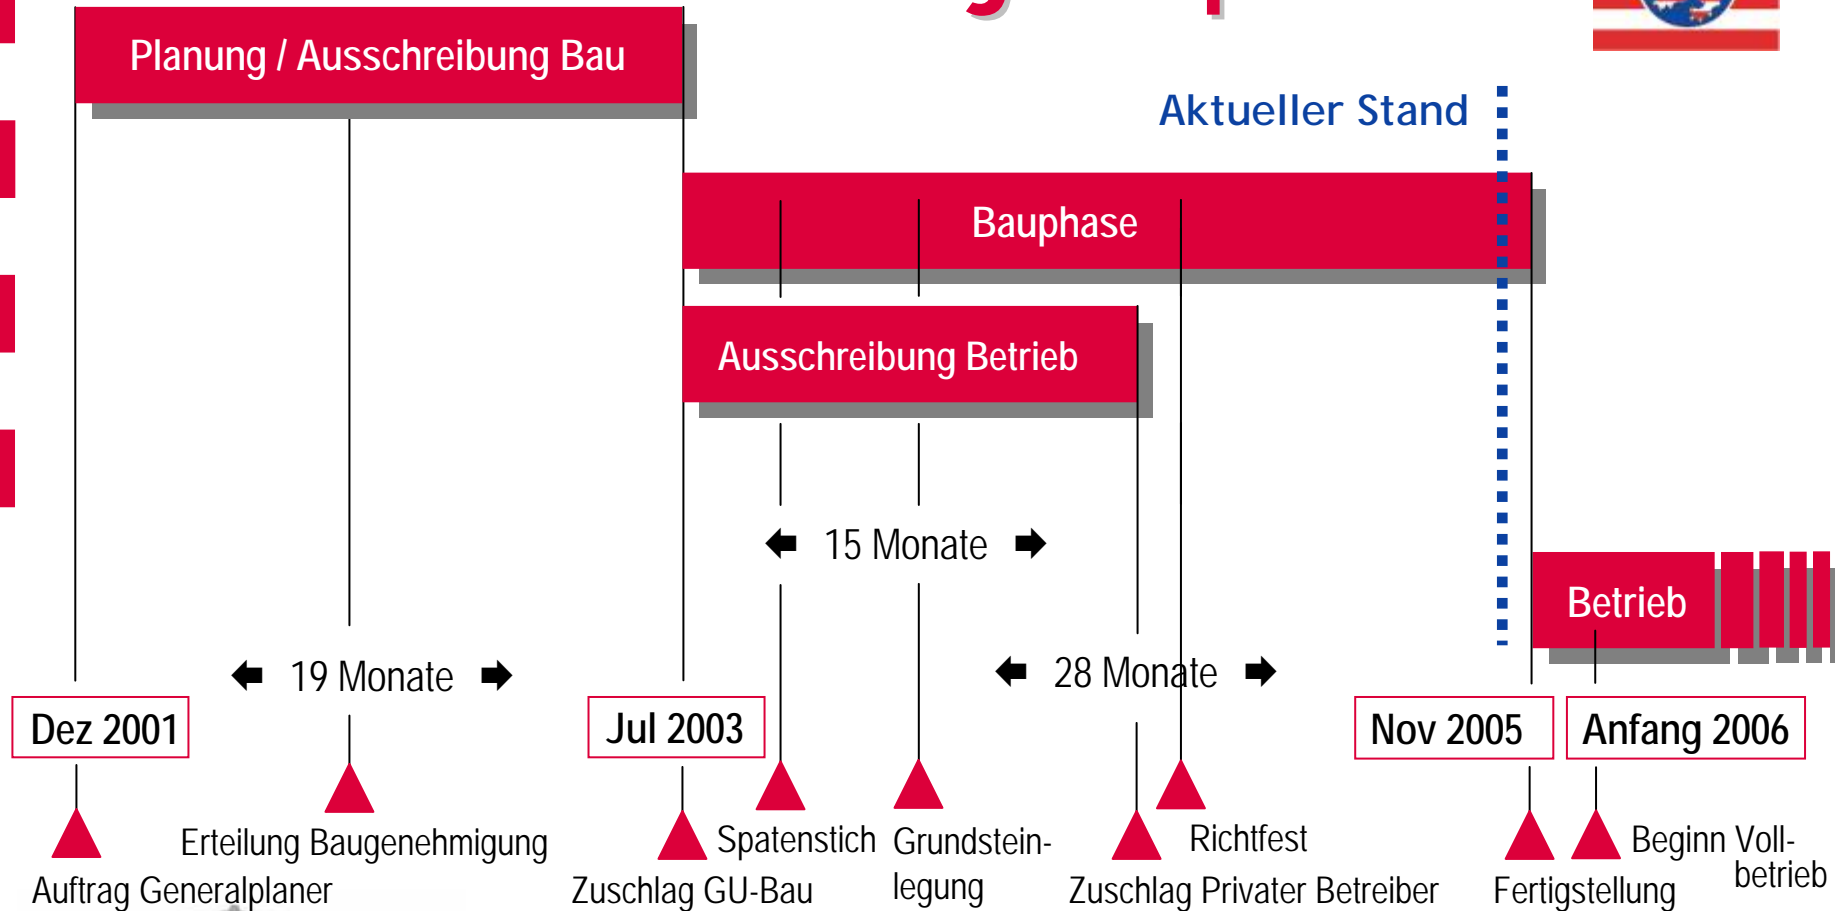 Planung / Ausschreibung Bau
Aktueller Stand
Bauphase
Ausschreibung Betrieb
15 Monate
Betrieb
19 Monate
28 Monate
Dez 2001
Jul 2003
Nov 2005
Anfang 2006
Erteilung Baugenehmigung
Spatenstich
Grundstein-
legung
Richtfest
Beginn Voll-
betrieb
Auftrag Generalplaner
Zuschlag GU-Bau
Zuschlag Privater Betreiber
Fertigstellung